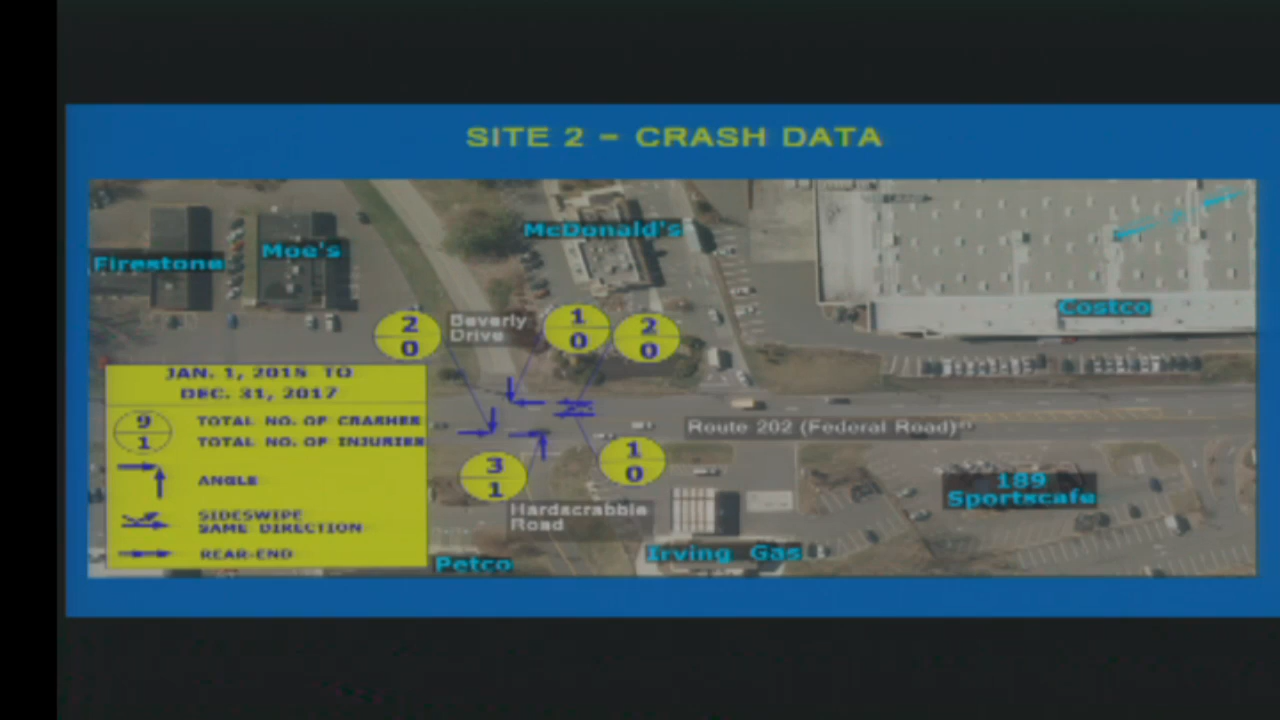 SITE 2 - CRASH DATA
McDonald's
Moe's
Firestone
Costco
2
0
Beverly
Drive
1
0
2
0
JAN. 1, 2015 TO
DEC. 31, 2017
9
1
TOTAL NO. OF CRASHES
TOTAL NO. OF INJURIES
ANGLE
SIDESWIPE
SAME DIRECTION
REAR-END
Route 202 (Federal Road)
3
1
1
0
Hardscrabble
Road
189
Sportscafe
Irving Gas
Petco